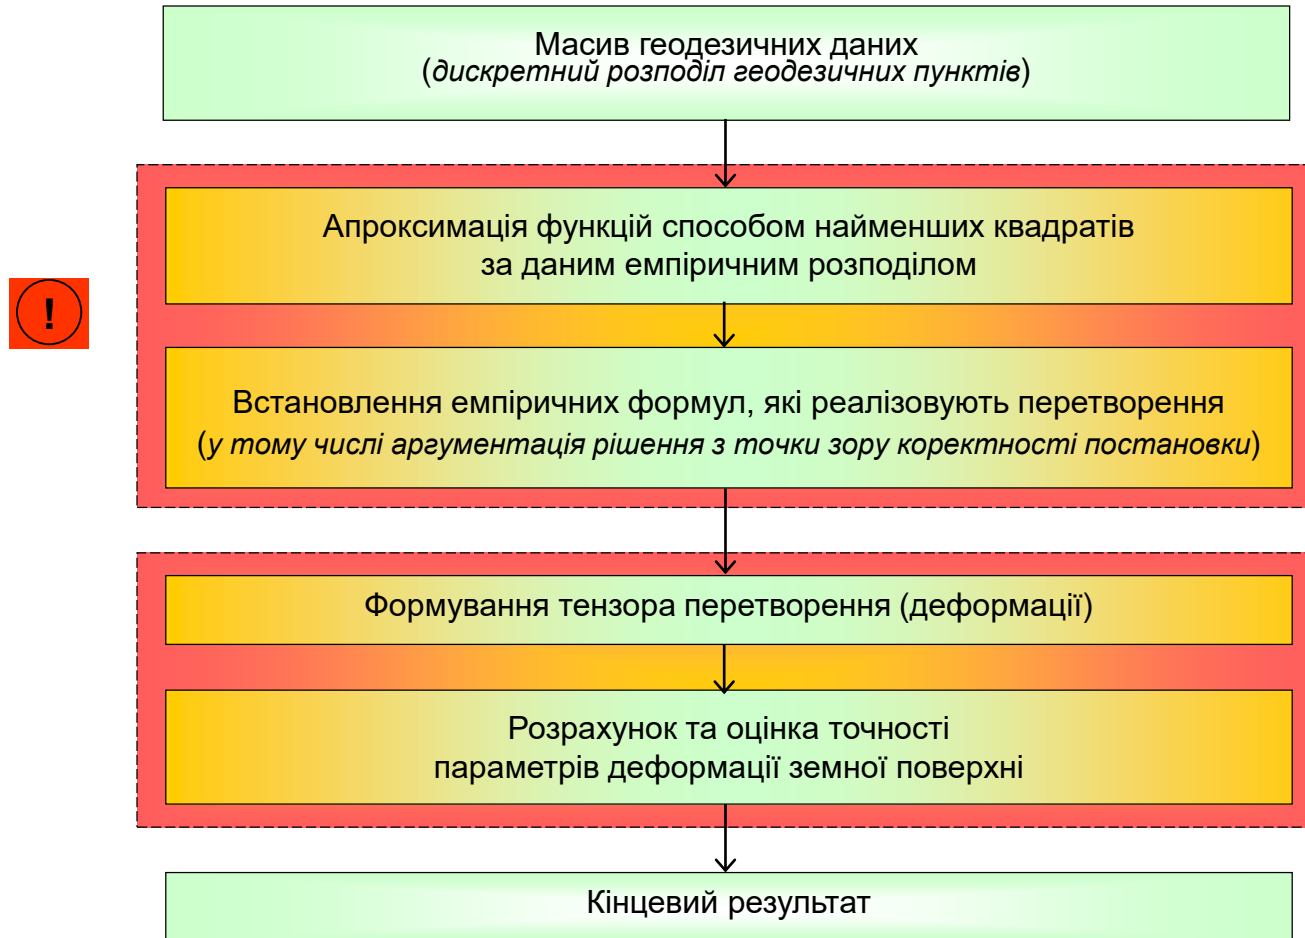 Масив геодезичних даних
(дискретний розподіл геодезичних пунктів)
Апроксимація функцій способом найменших квадратів
за даним емпіричним розподілом
!
Встановлення емпіричних формул, які реалізовують перетворення
(у тому числі аргументація рішення з точки зору коректності постановки)
Формування тензора перетворення (деформації)
Розрахунок та оцінка точності
параметрів деформації земної поверхні
Кінцевий результат